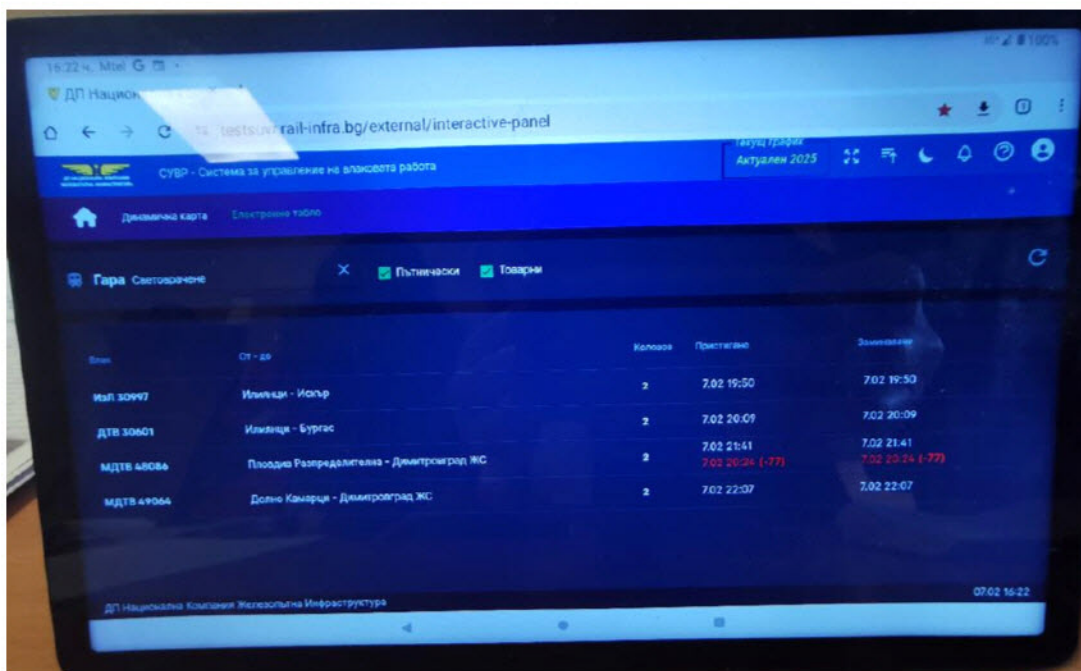 16:22 ч. Mtel G
100%
ДП Национ
rail-infra.bg/external/interactive-panel
СУВР - Система за управление на влаковата работа
Текущ график
Актуален 2025
Динамична карта Електронно табло
Гара Световрачене × Пътнически Товарни
Влак От - до Коловоз Пристигане Заминаване
ИзЛ 30997 Илиянци - Искър 2 7.02 19:50 7.02 19:50
ДТВ 30601 Илиянци - Бургас 2 7.02 20:09 7.02 20:09
МДТВ 48086 Пловдив Разпределителна - Димитровград ЖС 2 7.02 21:41 7.02 21:41
7.02 20:24 (-77) 7.02 20:24 (-77)
МДТВ 49064 Долно Камарци - Димитровград ЖС 2 7.02 22:07 7.02 22:07
ДП Национална Компания Железопътна Инфраструктура 07.02 16:22